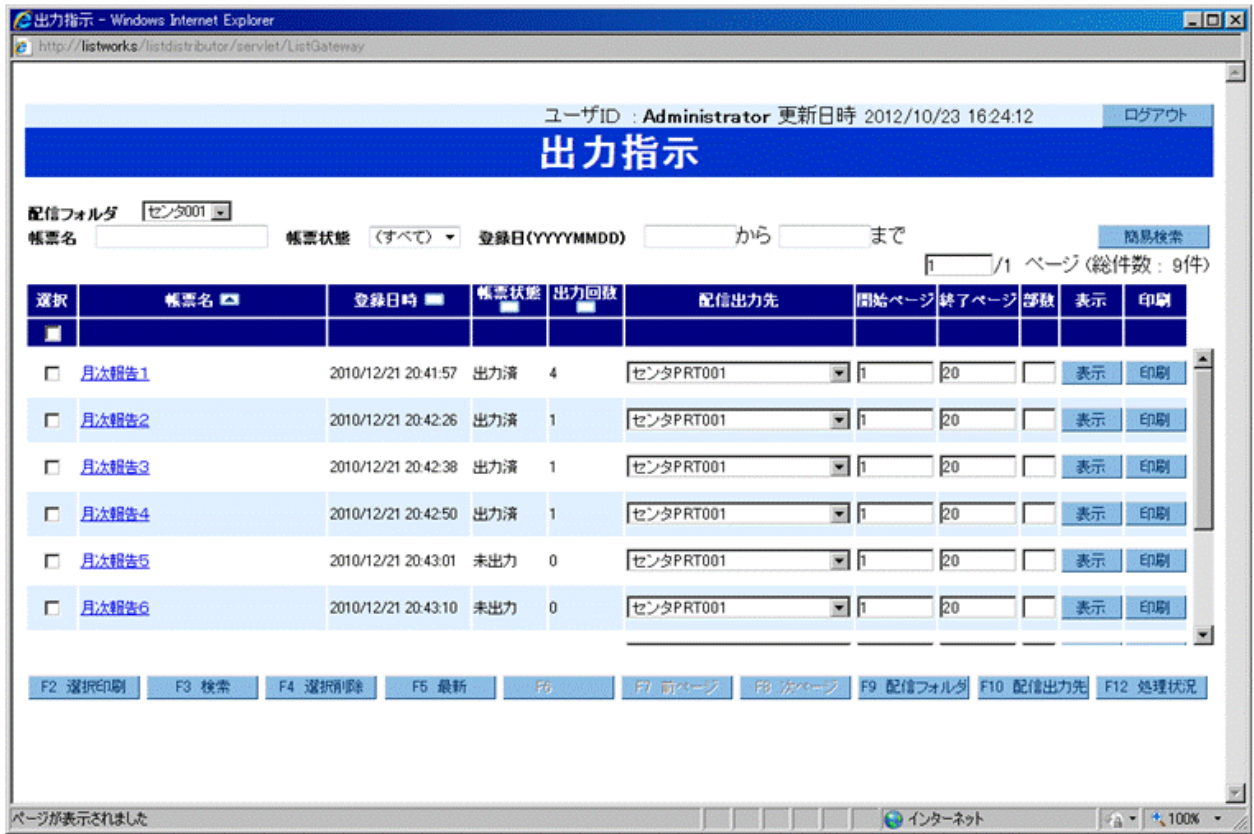 出力指示 - Windows Internet Explorer
http://listworks/listdistributor/servlet/ListGateway
ユーザID : Administrator 更新日時 2012/10/23 16:24:12 ログアウト
出力指示
配信フォルダ センタ001
帳票名 帳票状態 (すべて) 登録日(YYYYMMDD) から まで 簡易検索
1 /1 ページ (総件数 : 9件)
選択 帳票名 登録日時 帳票状態 出力回数 配信出力先 開始ページ 終了ページ 部数 表示 印刷
月次報告1 2010/12/21 20:41:57 出力済 4 センタPRT001 1 20 表示 印刷
月次報告2 2010/12/21 20:42:26 出力済 1 センタPRT001 1 20 表示 印刷
月次報告3 2010/12/21 20:42:38 出力済 1 センタPRT001 1 20 表示 印刷
月次報告4 2010/12/21 20:42:50 出力済 1 センタPRT001 1 20 表示 印刷
月次報告5 2010/12/21 20:43:01 未出力 0 センタPRT001 1 20 表示 印刷
月次報告6 2010/12/21 20:43:10 未出力 0 センタPRT001 1 20 表示 印刷
F2 選択印刷 F3 検索 F4 選択削除 F5 最新 F6 F7 前ページ F8 次ページ F9 配信フォルダ F10 配信出力先 F12 処理状況
ページが表示されました インターネット 100%